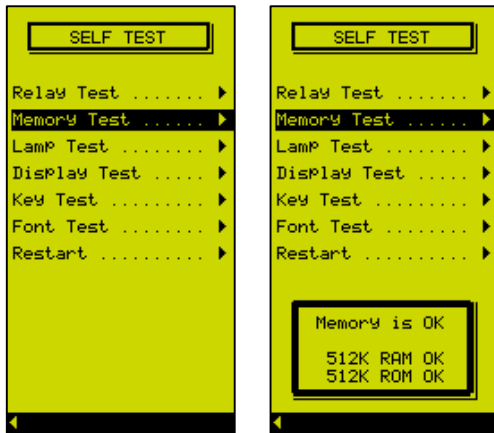 SELF TEST
Relay Test ....... ▶
Memory Test ...... ▶
Lamp Test ........ ▶
Display Test ..... ▶
Key Test ......... ▶
Font Test ........ ▶
Restart .......... ▶
◀
SELF TEST
Relay Test ....... ▶
Memory Test ...... ▶
Lamp Test ........ ▶
Display Test ..... ▶
Key Test ......... ▶
Font Test ........ ▶
Restart .......... ▶
Memory is OK
512K RAM OK
512K ROM OK
◀